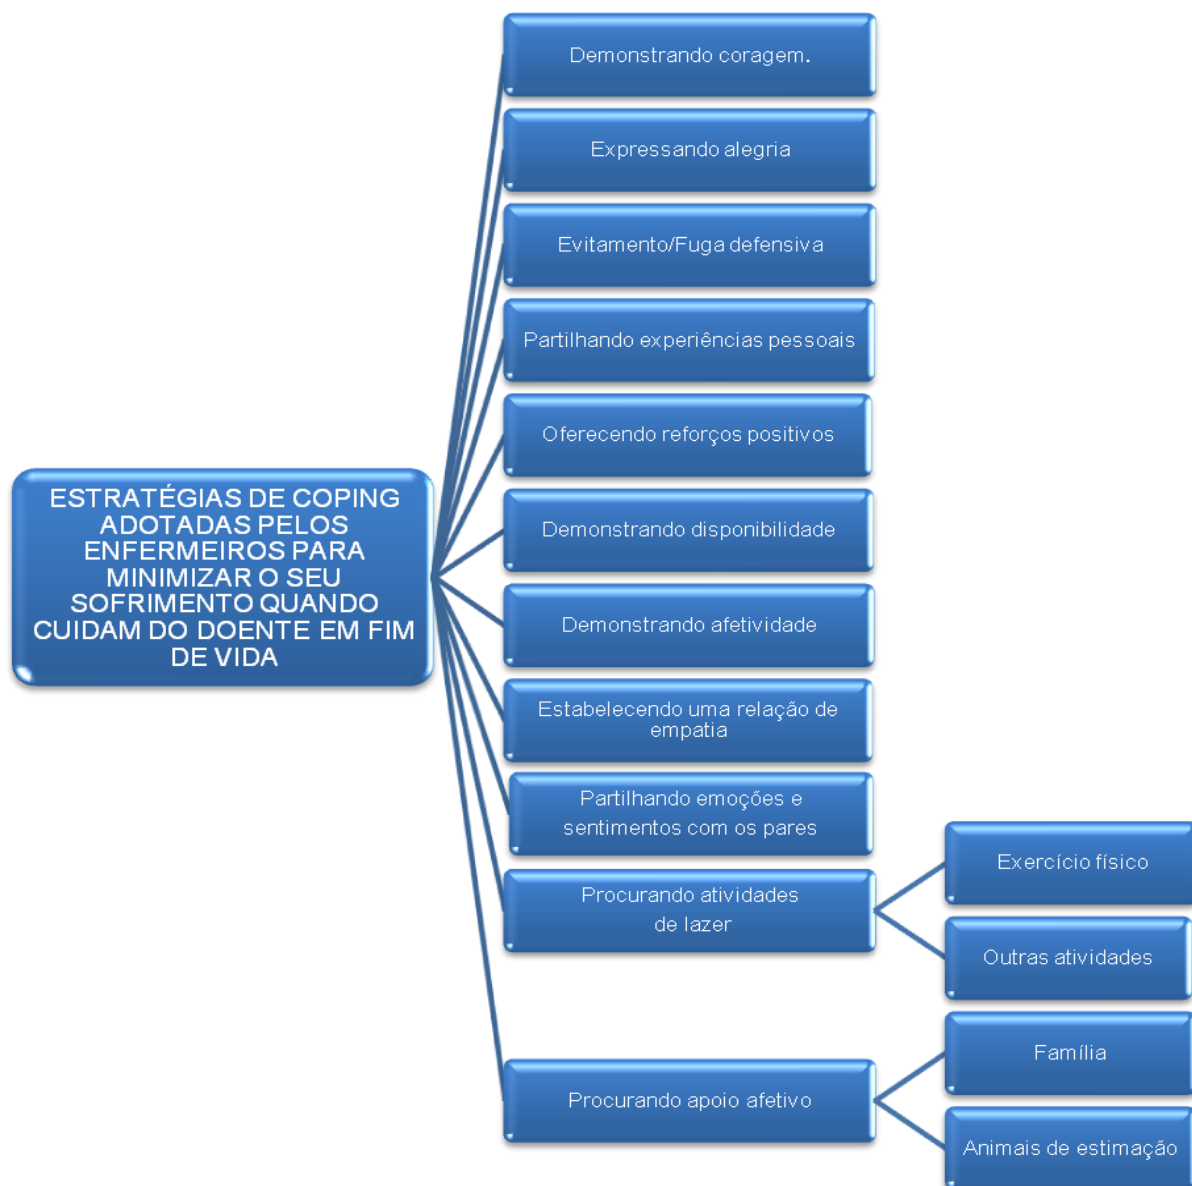 Demonstrando coragem.
Expressando alegria
Evitamento/Fuga defensiva
Partilhando experiências pessoais
Oferecendo reforços positivos
ESTRATÉGIAS DE COPING
ADOTADAS PELOS
ENFERMEIROS PARA
MINIMIZAR O SEU
SOFRIMENTO QUANDO
CUIDAM DO DOENTE EM FIM
DE VIDA
Demonstrando disponibilidade
Demonstrando afetividade
Estabelecendo uma relação de
empatia
Partilhando emoções e
sentimentos com os pares
Procurando atividades
de lazer
Exercício físico
Outras atividades
Procurando apoio afetivo
Família
Animais de estimação